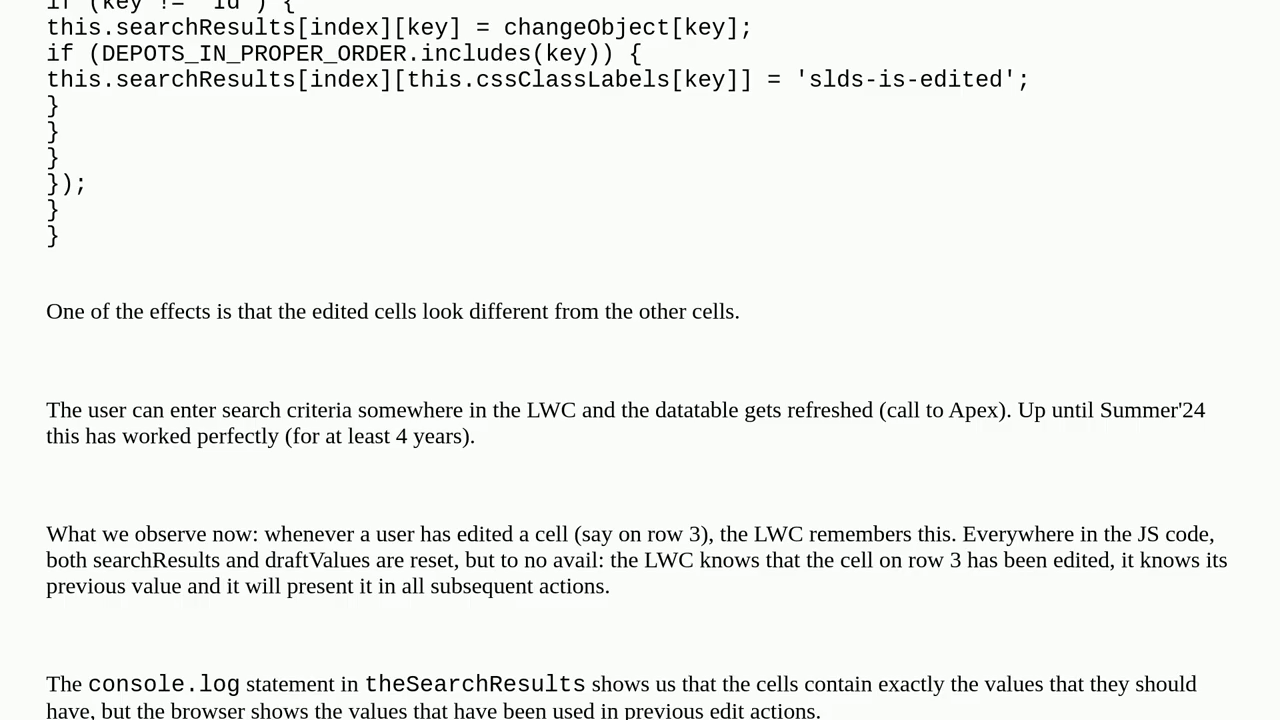 if (key != 'Id') {
this.searchResults[index][key] = changeObject[key];
if (DEPOTS_IN_PROPER_ORDER.includes(key)) {
this.searchResults[index][this.cssClassLabels[key]] = 'slds-is-edited';
}
}
}
});
}
}
One of the effects is that the edited cells look different from the other cells.
The user can enter search criteria somewhere in the LWC and the datatable gets refreshed (call to Apex). Up until Summer'24
this has worked perfectly (for at least 4 years).
What we observe now: whenever a user has edited a cell (say on row 3), the LWC remembers this. Everywhere in the JS code,
both searchResults and draftValues are reset, but to no avail: the LWC knows that the cell on row 3 has been edited, it knows its
previous value and it will present it in all subsequent actions.
The console.log statement in theSearchResults shows us that the cells contain exactly the values that they should
have, but the browser shows the values that have been used in previous edit actions.